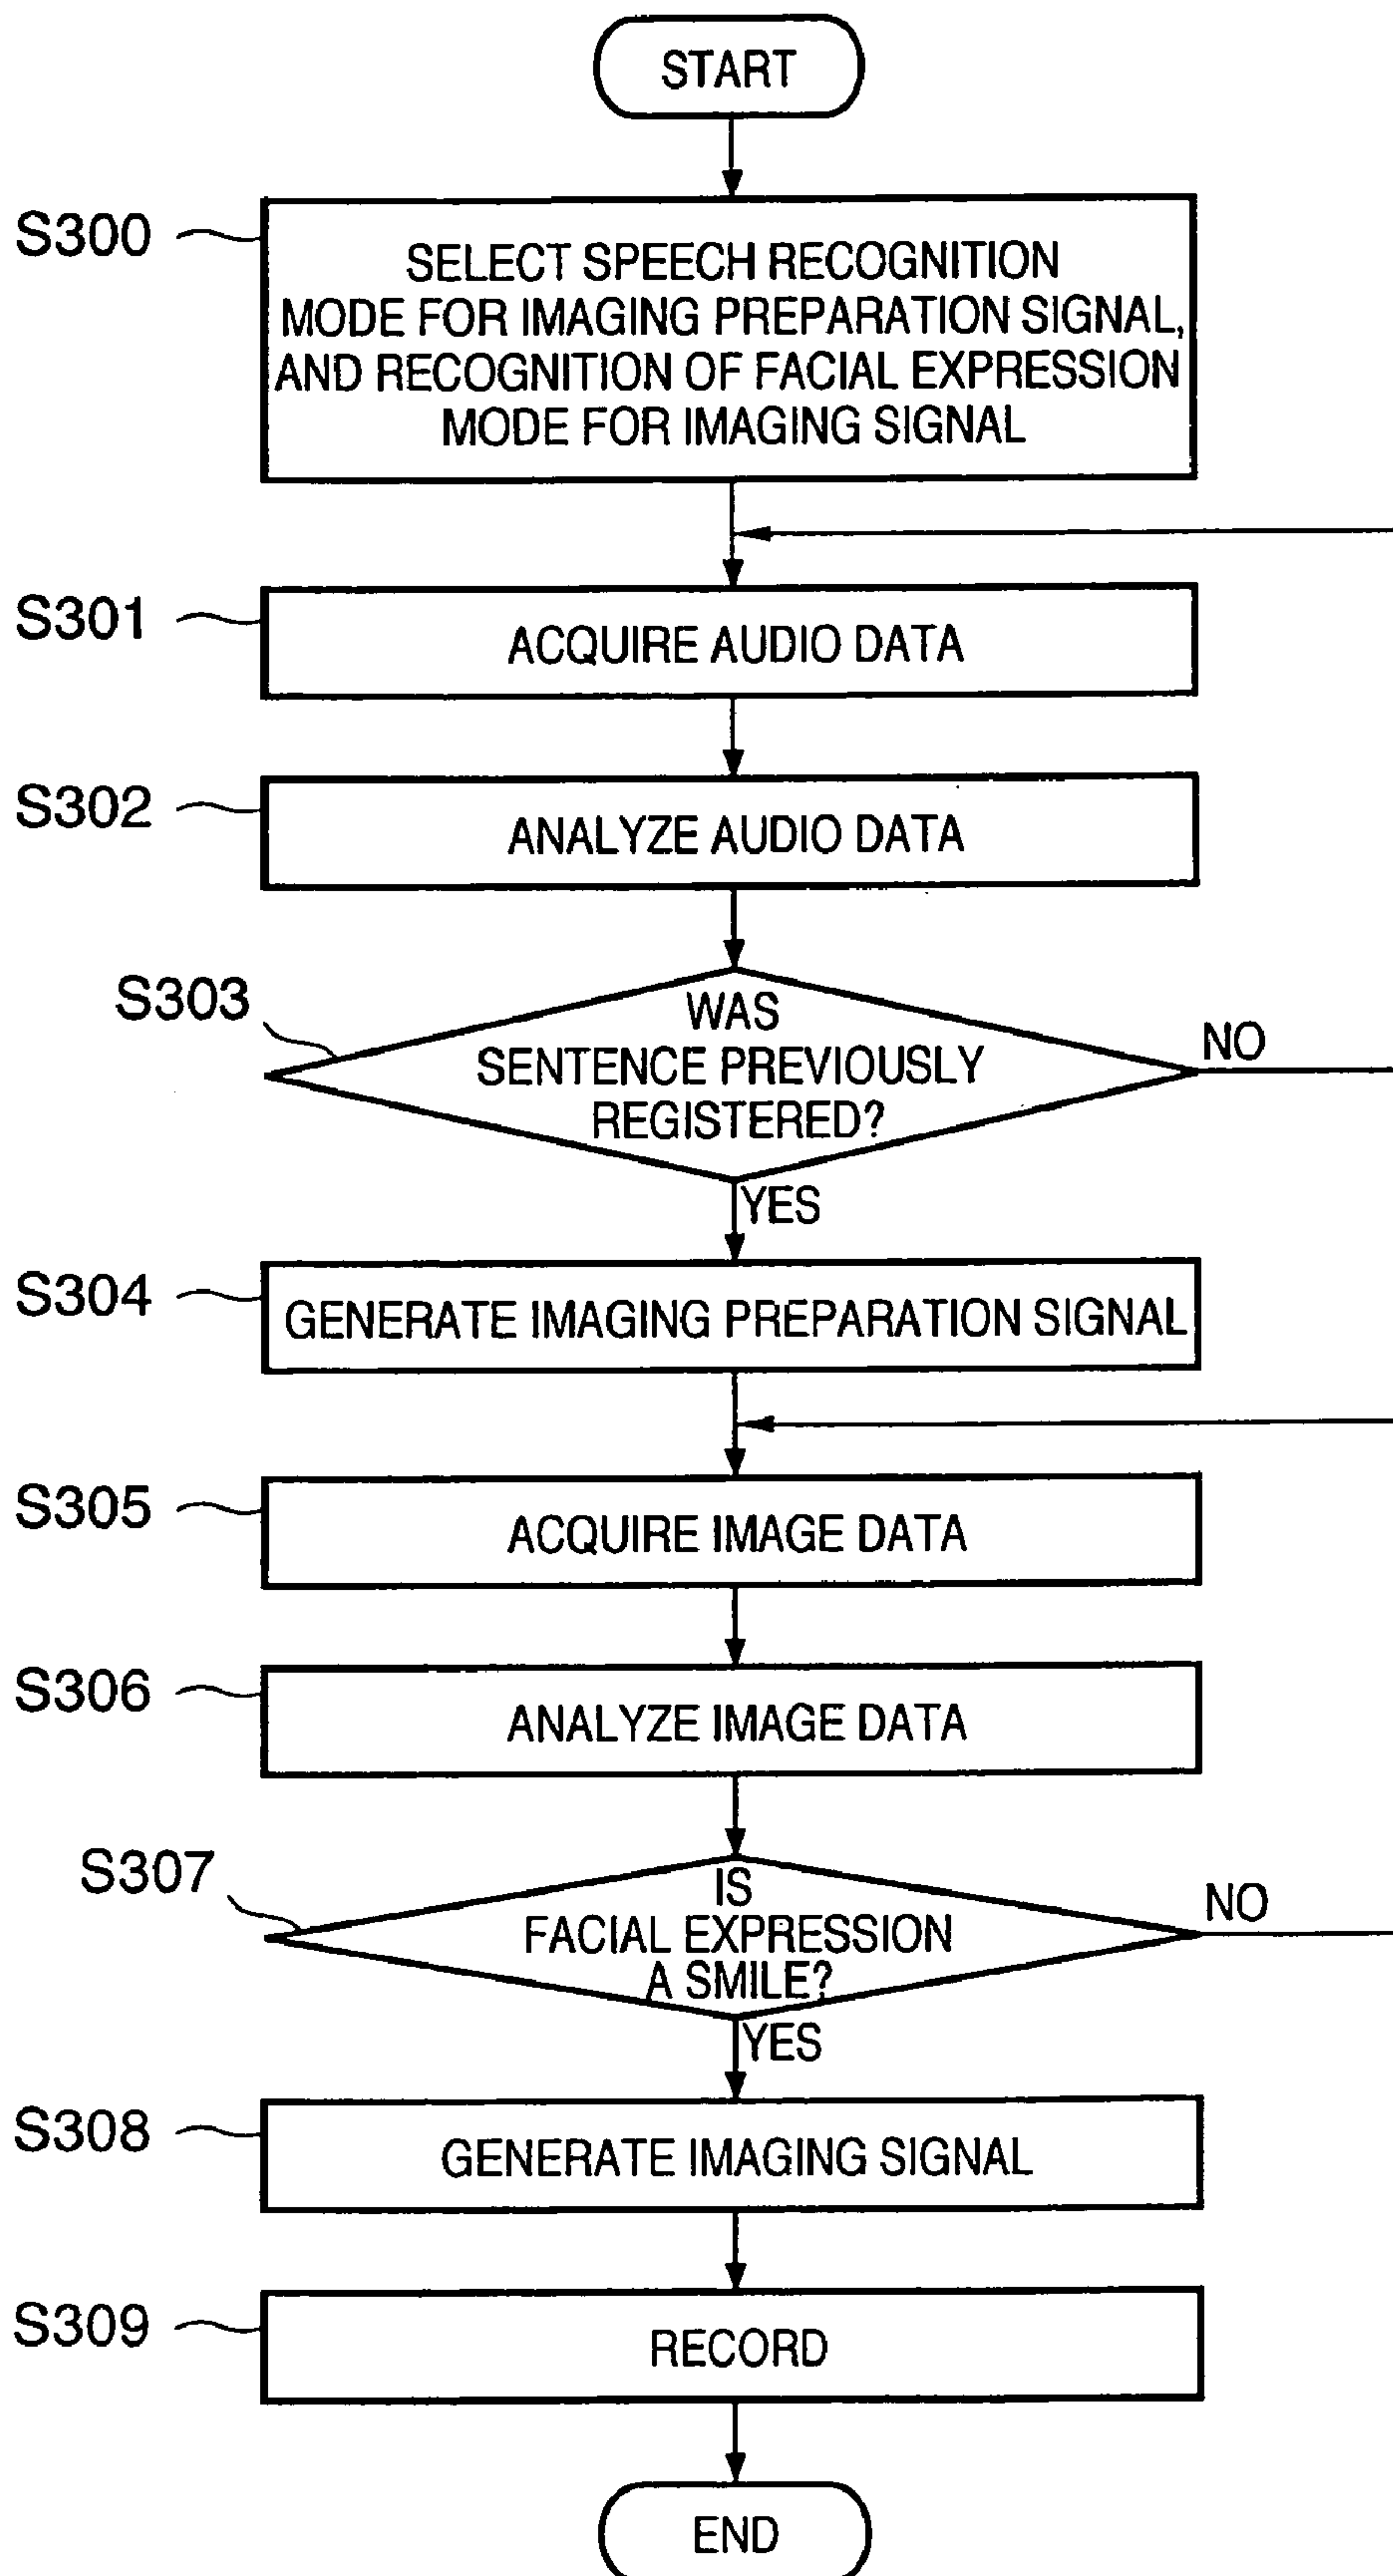 START
S300
SELECT SPEECH RECOGNITION
MODE FOR IMAGING PREPARATION SIGNAL,
AND RECOGNITION OF FACIAL EXPRESSION
MODE FOR IMAGING SIGNAL
S301
ACQUIRE AUDIO DATA
S302
ANALYZE AUDIO DATA
S303
WAS
SENTENCE PREVIOUSLY
REGISTERED?
NO
YES
S304
GENERATE IMAGING PREPARATION SIGNAL
S305
ACQUIRE IMAGE DATA
S306
ANALYZE IMAGE DATA
S307
IS
FACIAL EXPRESSION
A SMILE?
NO
YES
S308
GENERATE IMAGING SIGNAL
S309
RECORD
END